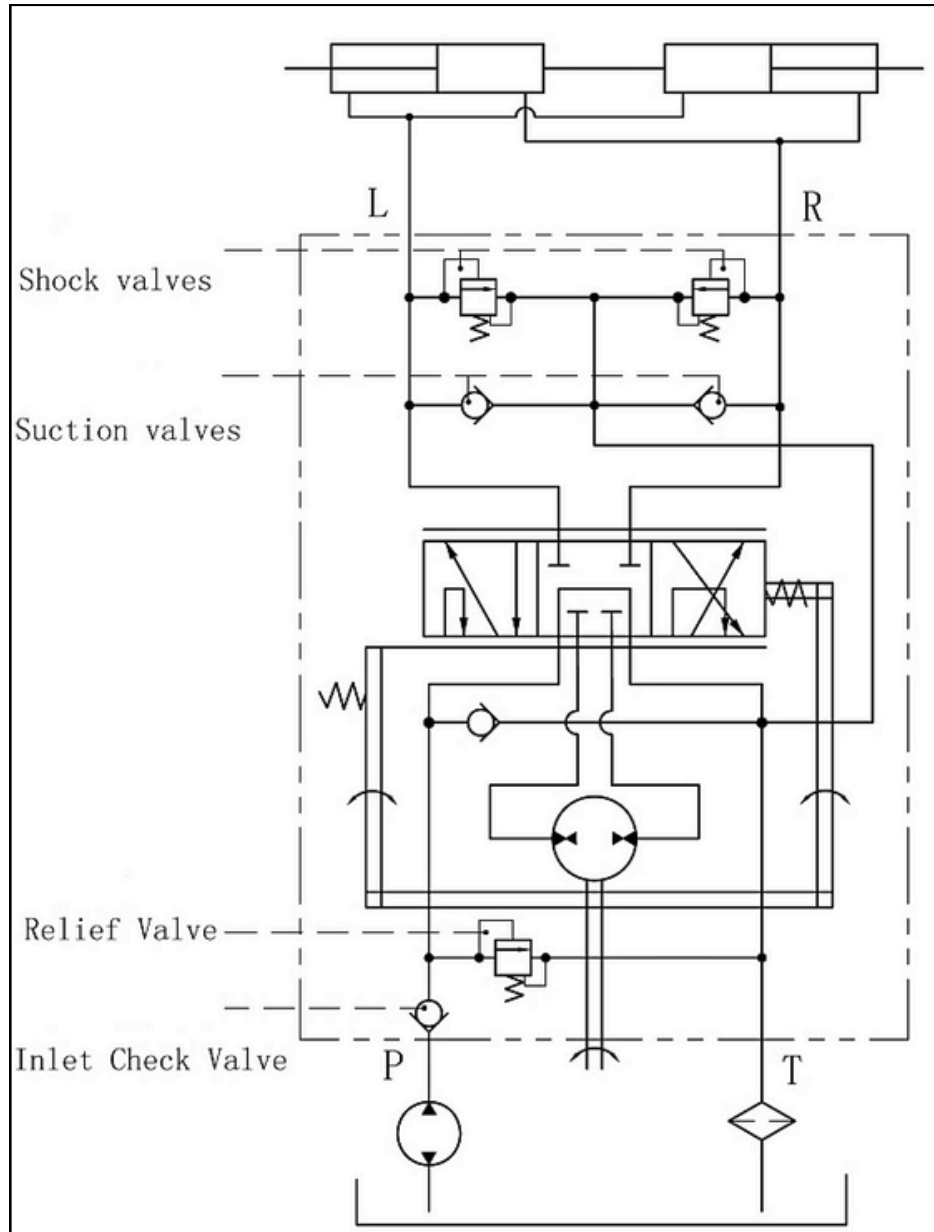 L
R
Shock valves
Suction valves
Relief Valve
Inlet Check Valve
P
T